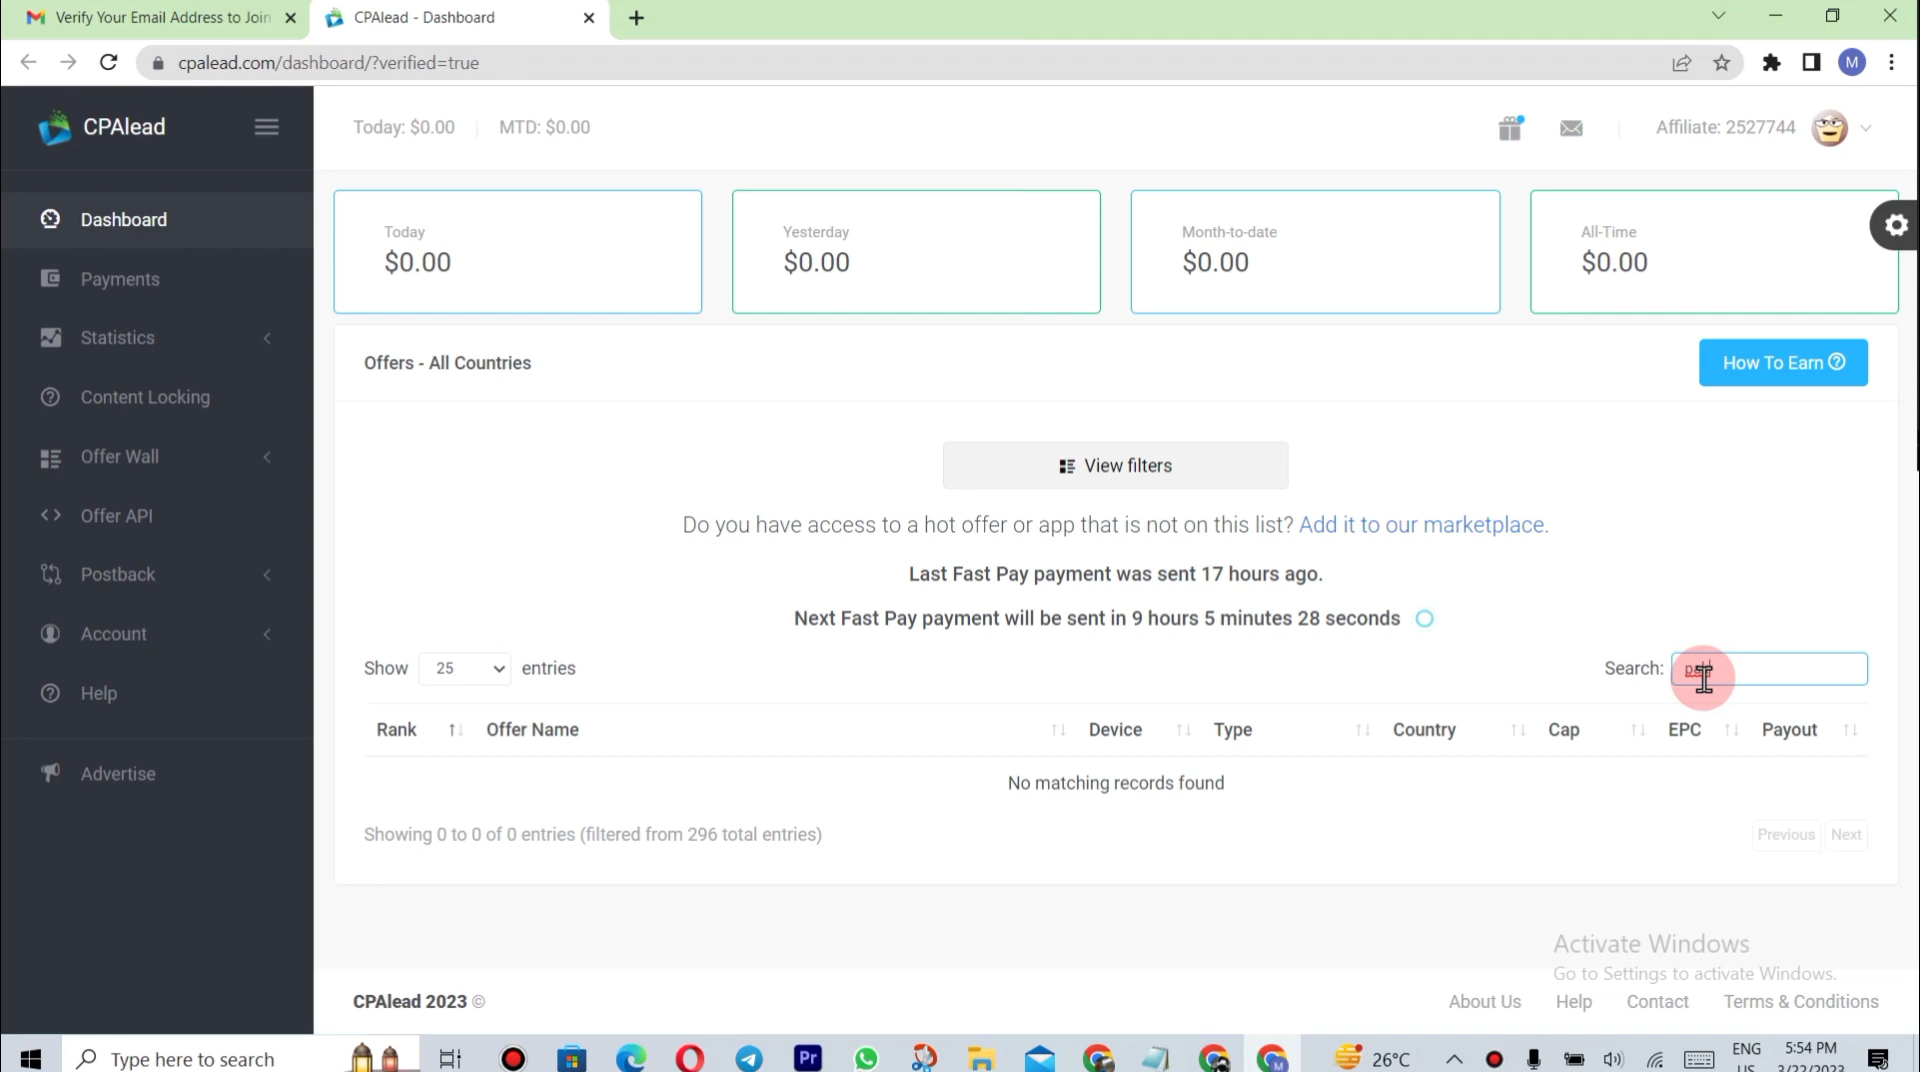 Verify Your Email Address to Join
CPAlead - Dashboard
cpalead.com/dashboard/?verified=true
M
CPAlead
Today: $0.00
MTD: $0.00
Affiliate: 2527744
Dashboard
Payments
Statistics
Content Locking
Offer Wall
Offer API
Postback
Account
Help
Advertise
Today
$0.00
Yesterday
$0.00
Month-to-date
$0.00
All-Time
$0.00
Offers - All Countries
How To Earn
View filters
Do you have access to a hot offer or app that is not on this list? Add it to our marketplace.
Last Fast Pay payment was sent 17 hours ago.
Next Fast Pay payment will be sent in 9 hours 5 minutes 28 seconds
Show 25 entries
Search:
Rank Offer Name Device Type Country Cap EPC Payout
No matching records found
Showing 0 to 0 of 0 entries (filtered from 296 total entries)
Previous Next
Activate Windows
Go to Settings to activate Windows.
CPAlead 2023 ©
About Us Help Contact Terms & Conditions
Type here to search
Pr
M
26°C
ENG
US
5:54 PM
3/22/2023